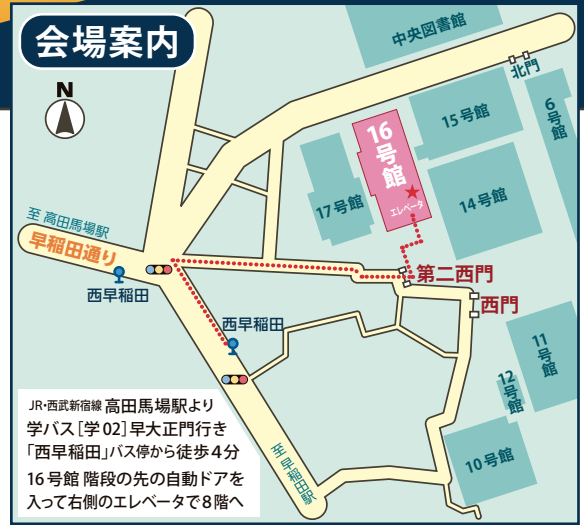 会場案内
N
中央図書館
北門
6号館
15号館
16号館
エレベータ
17号館
14号館
至 高田馬場駅
早稲田通り
西早稲田
第二西門
西門
西早稲田
11号館
12号館
10号館
至 早稲田駅
JR・西武新宿線 高田馬場駅より
学バス［学02］早大正門行き
「西早稲田」バス停から徒歩４分
16号館 階段の先の自動ドアを
入って右側のエレベータで8階へ